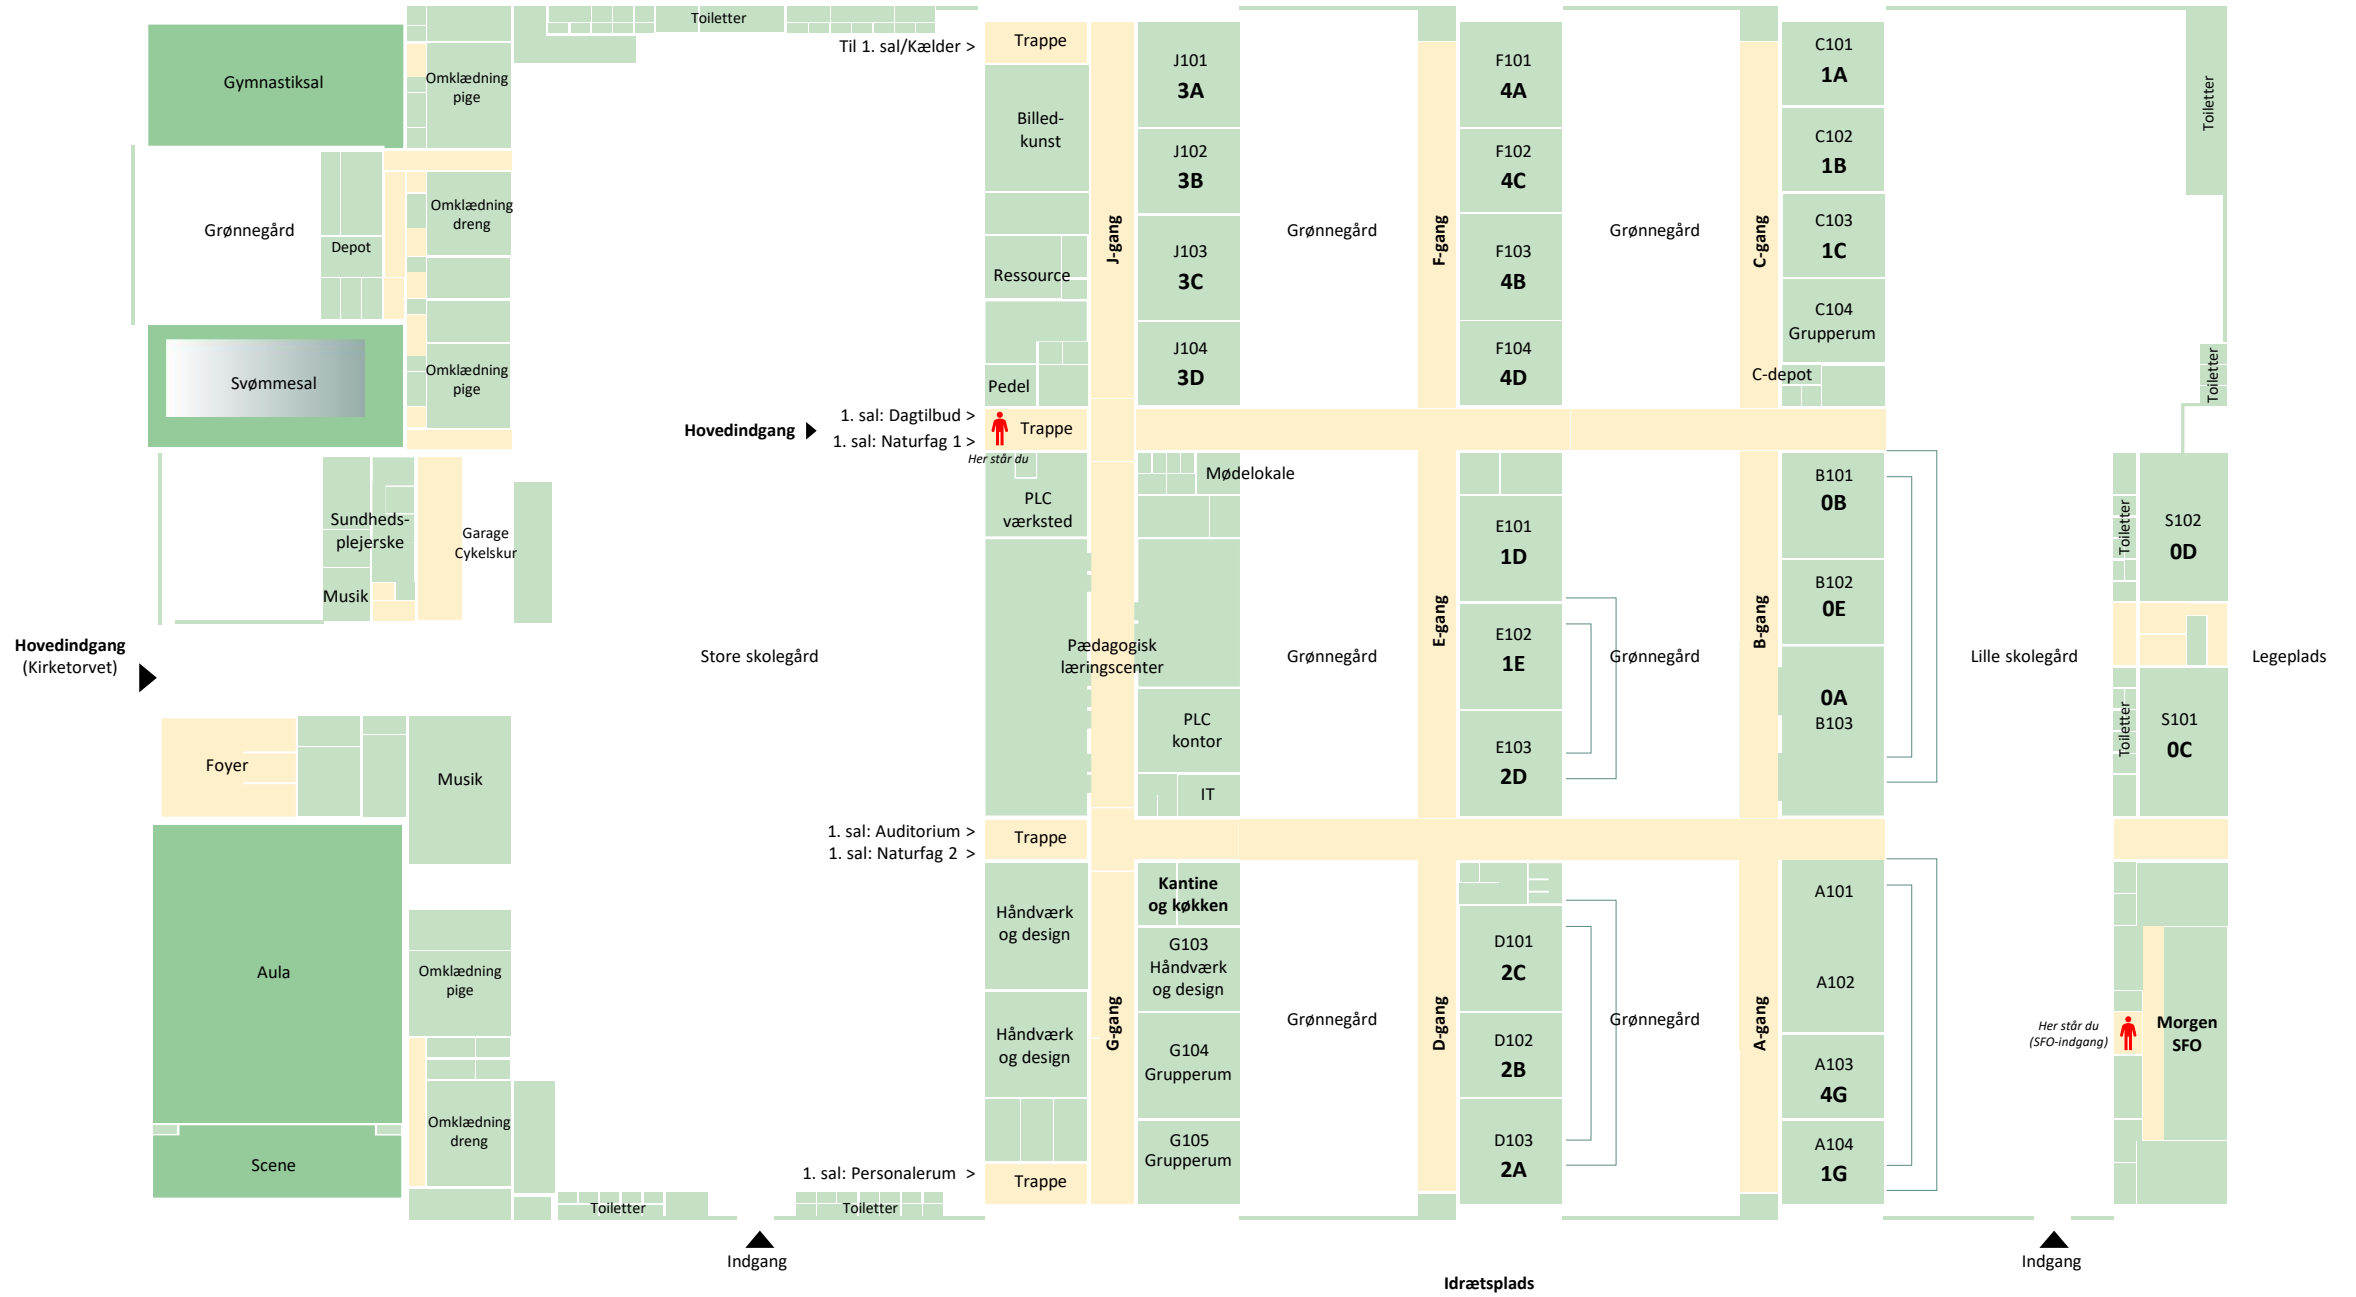 Toiletter
Til 1. sal/Kælder >
Trappe
Gymnastiksal
Omklædning
pige
Billed-
kunst
J-gang
J101
3A
J102
3B
J103
3C
J104
3D
Grønnegård
F-gang
F101
4A
F102
4C
F103
4B
F104
4D
Grønnegård
C-gang
C101
1A
C102
1B
C103
1C
C104
Grupperum
C-depot
Toiletter
Toiletter
Grønnegård
Depot
Omklædning
dreng
Ressource
Svømmesal
Omklædning
pige
Pedel
1. sal: Dagtilbud >
Hovedindgang
1. sal: Naturfag 1 >
Trappe
Her står du
PLC
værksted
Mødelokale
Sundheds-
plejerske
Musik
Garage
Cykelskur
Hovedindgang
(Kirketorvet)
Store skolegård
Pædagogisk
læringscenter
PLC
kontor
IT
Grønnegård
E-gang
E101
1D
E102
1E
E103
2D
Grønnegård
B-gang
B101
0B
B102
0E
0A
B103
Lille skolegård
Toiletter
S102
0D
Toiletter
S101
0C
Legeplads
Foyer
Musik
1. sal: Auditorium >
1. sal: Naturfag 2 >
Trappe
Aula
Omklædning
pige
Håndværk
og design
Håndværk
og design
G-gang
Kantine
og køkken
G103
Håndværk
og design
G104
Grupperum
G105
Grupperum
Grønnegård
D-gang
D101
2C
D102
2B
D103
2A
Grønnegård
A-gang
A101
A102
A103
4G
A104
1G
Her står du
(SFO-indgang)
Morgen
SFO
Omklædning
dreng
Scene
1. sal: Personalerum >
Trappe
Toiletter
Toiletter
Indgang
Indgang
Idrætsplads